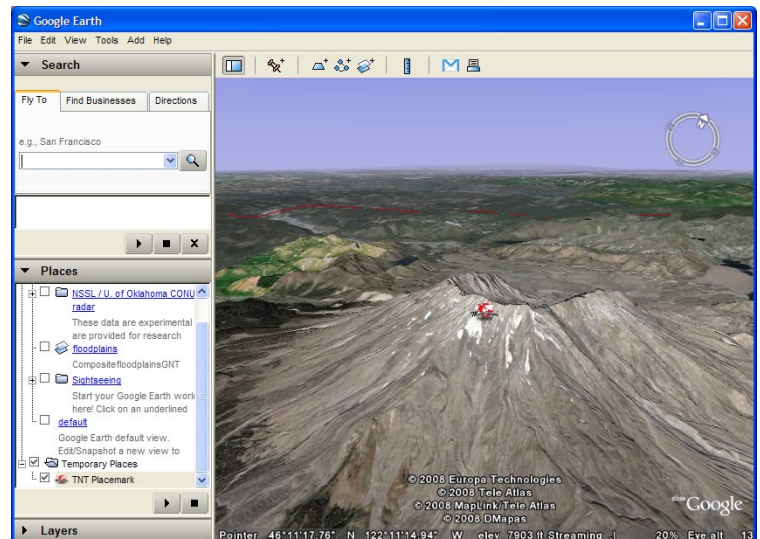 Google Earth
File Edit View Tools Add Help
Search
Fly To Find Businesses Directions
e.g., San Francisco
Places
NSSL / U. of Oklahoma CONU
radar
These data are experimental
are provided for research
floodplains
CompositefloodplainsGNT
Sightseeing
Start your Google Earth work
here! Click on an underlined
default
Google Earth default view.
Edit/Snapshot a new view to
Temporary Places
TNT Placemark
Layers
© 2008 Europa Technologies
© 2008 Tele Atlas
© 2008 MapLink/Tele Atlas
© 2008 DMapas
Google
Pointer 46°11'17.76" N 122°11'14.94" W elev 7903 ft Streaming 20% Eye alt 13